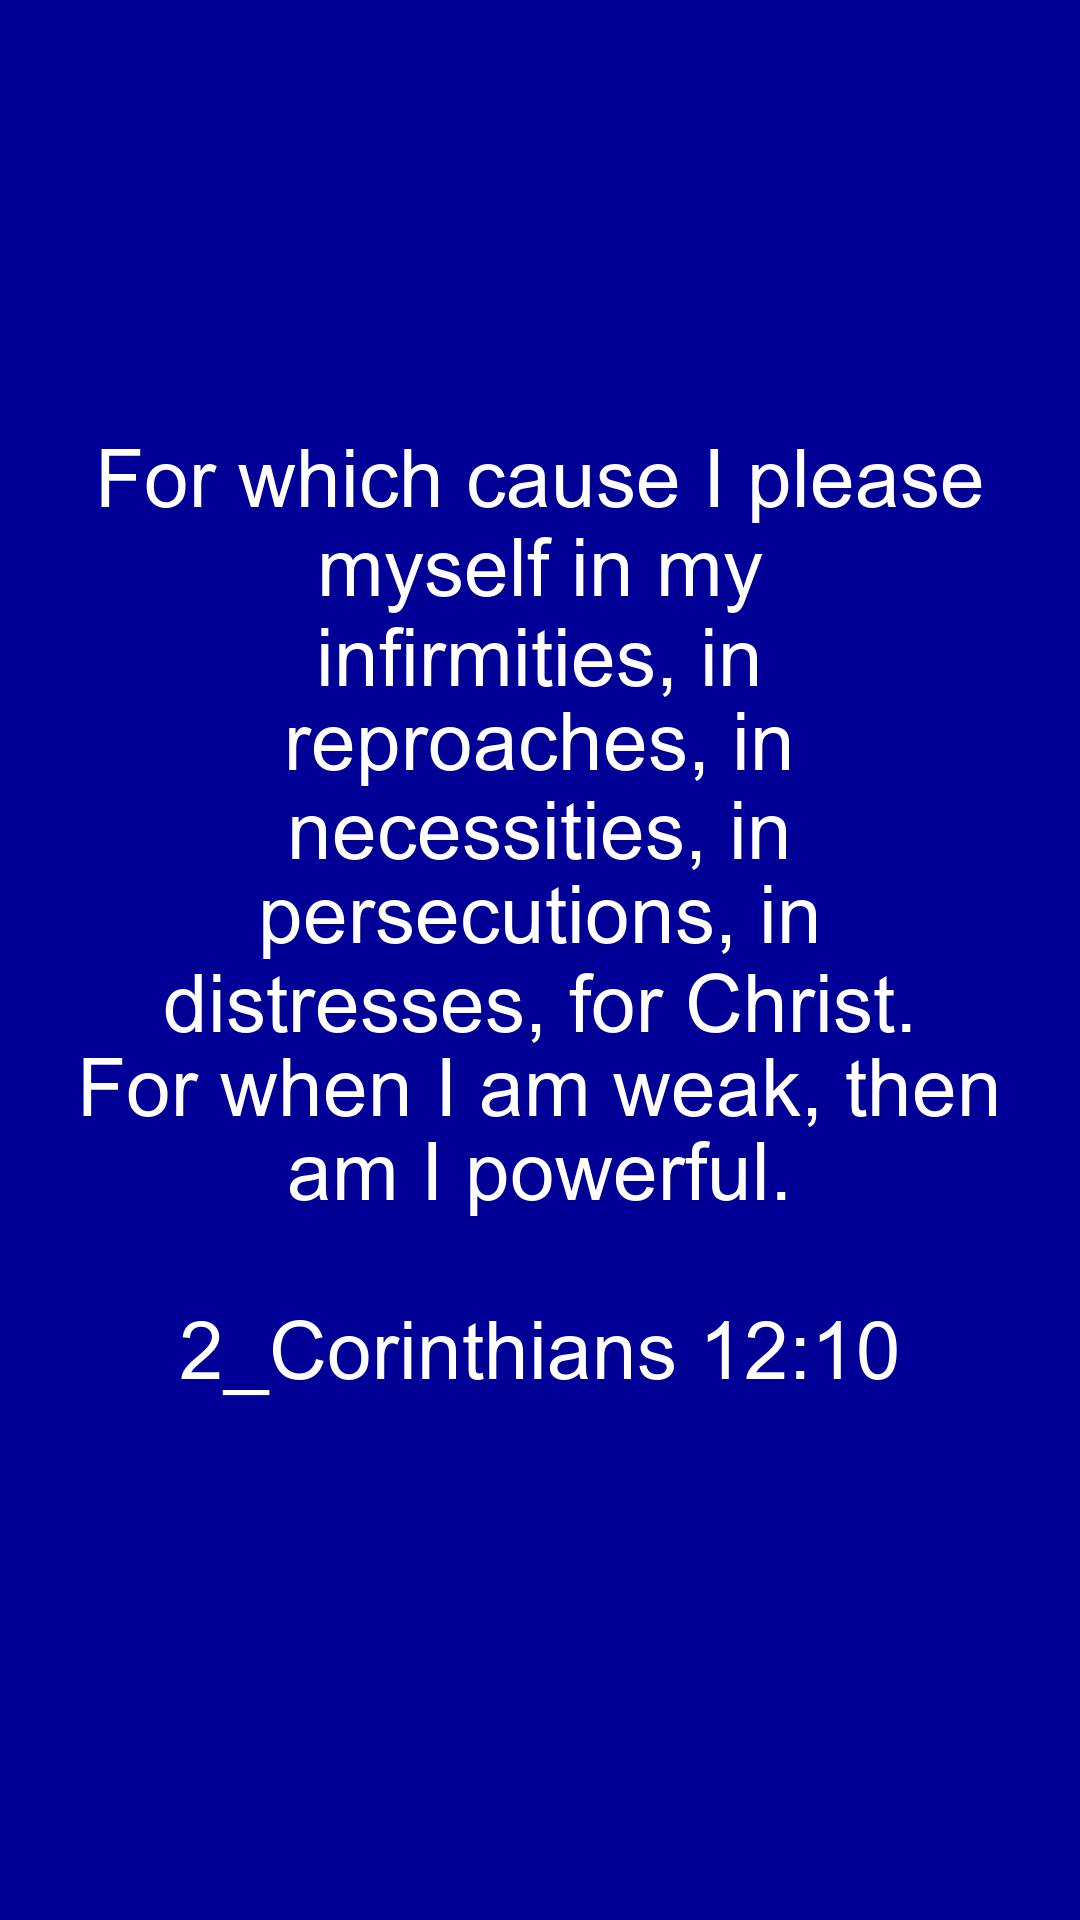 For which cause I please
myself in my
infirmities, in
reproaches, in
necessities, in
persecutions, in
distresses, for Christ.
For when I am weak, then
am I powerful.
2_Corinthians 12:10